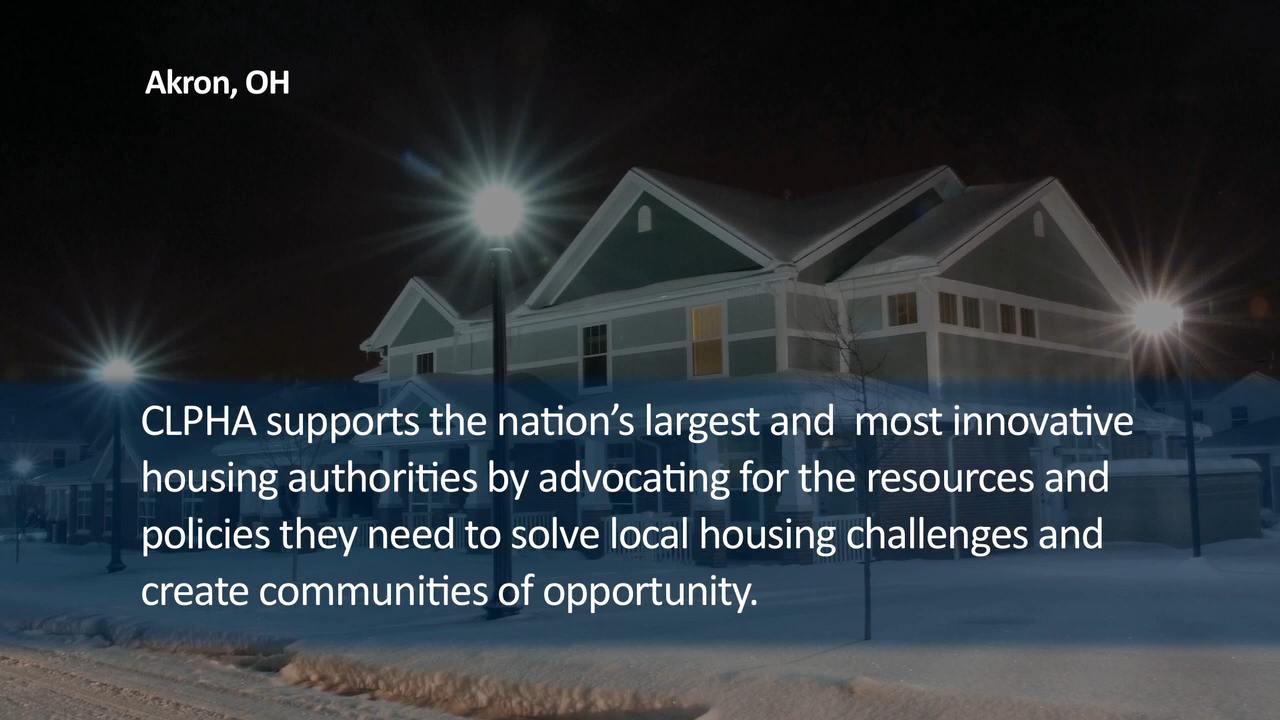 Akron, OH
CLPHA supports the nation’s largest and  most innovative
housing authorities by advocating for the resources and
policies they need to solve local housing challenges and
create communities of opportunity.